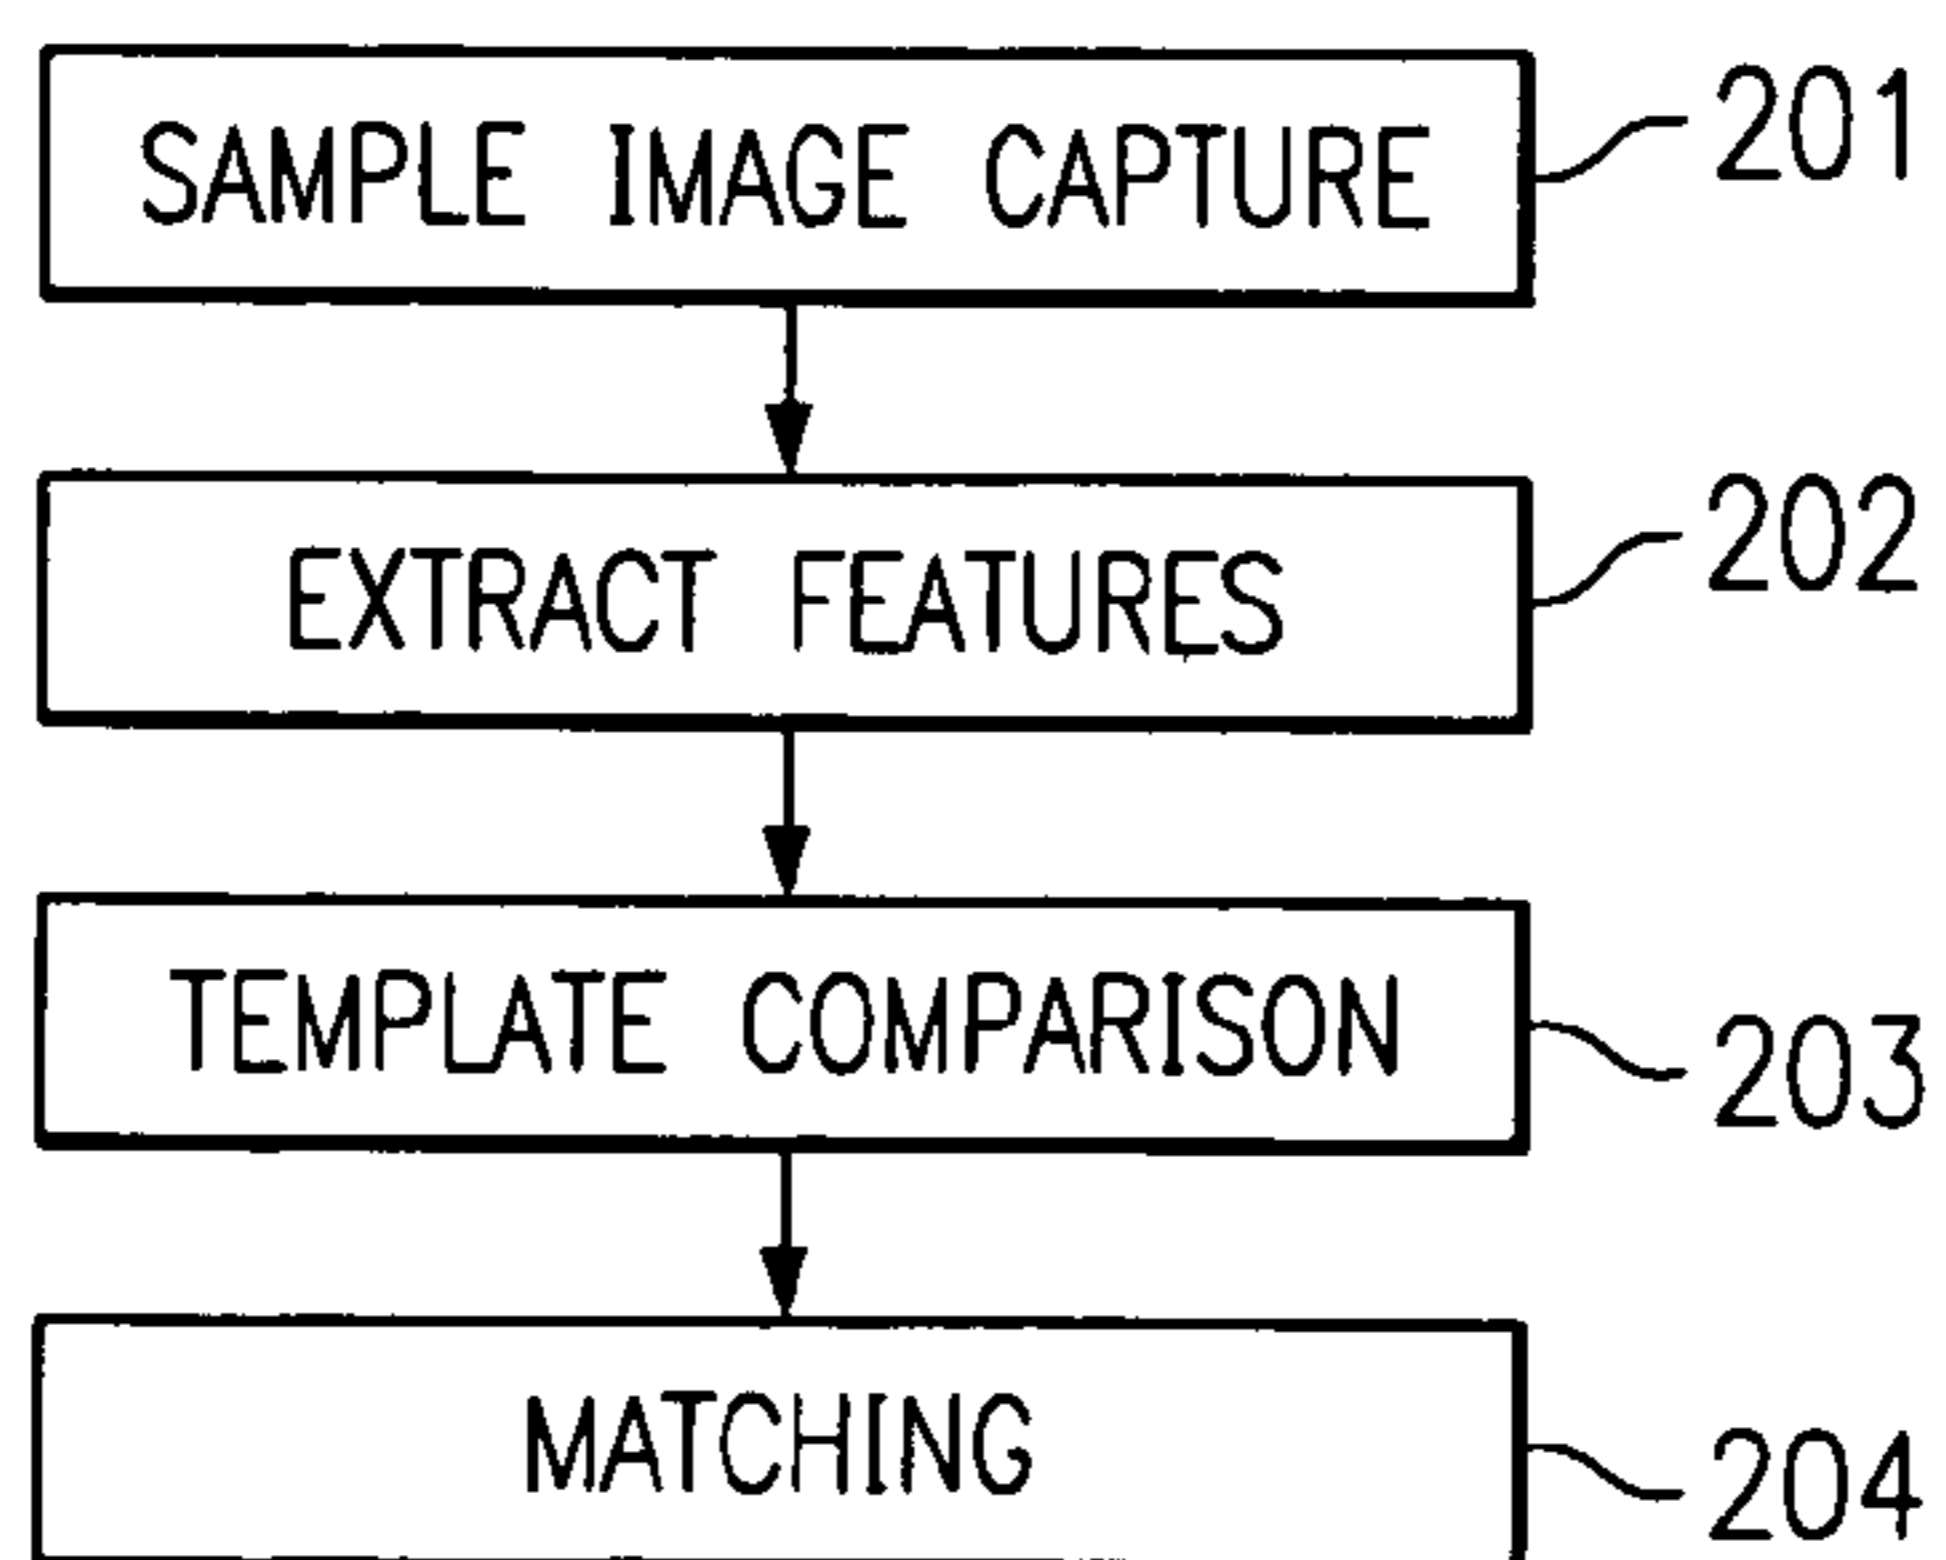 SAMPLE IMAGE CAPTURE 201
EXTRACT FEATURES 202
TEMPLATE COMPARISON 203
MATCHING 204